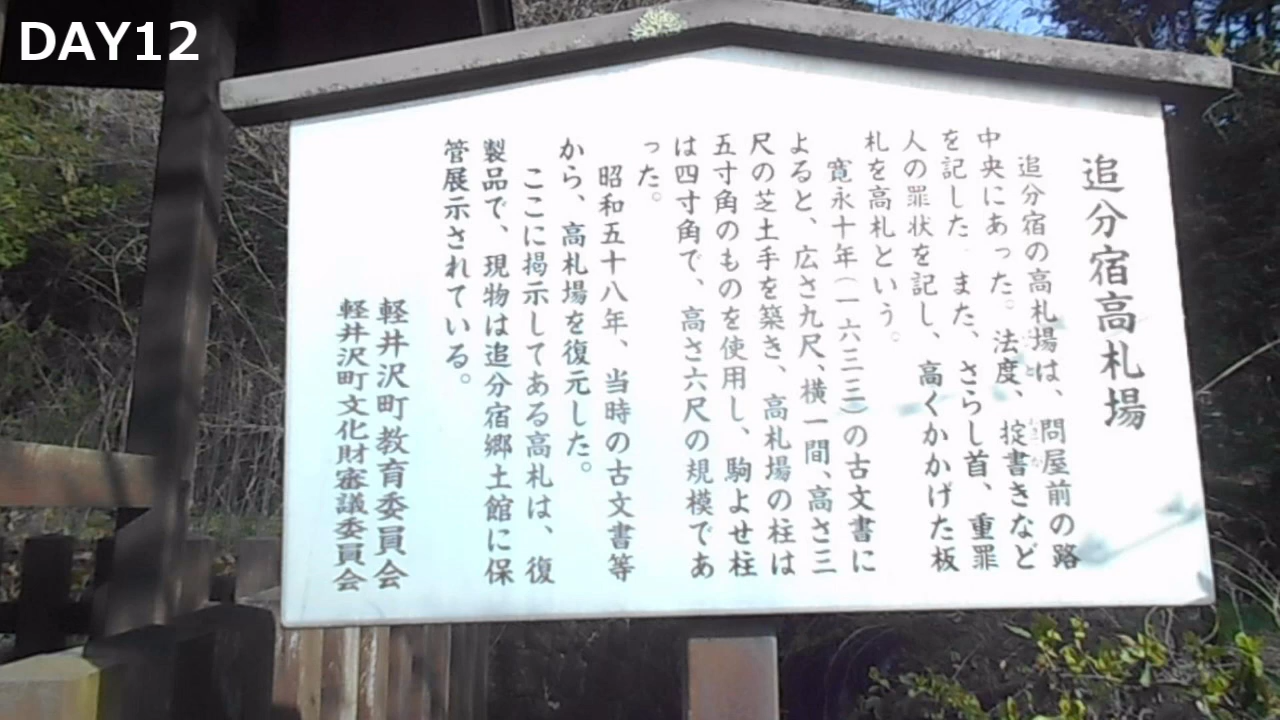 DAY12
追分宿高札場
追分宿の高札場は、問屋前の路
中央にあった。法度、掟書きなど
を記した また、さらし首、重罪
人の罪状を記し、高くかかげた板
札を高札という。
寛永十年(一六三三)の古文書に
よると、広さ九尺、横一間、高さ三
尺の芝土手を築き、高札場の柱は
五寸角のものを使用し、駒よせ柱
は四寸角で、高さ六尺の規模であ
った。
昭和五十八年、当時の古文書等
から、高札場を復元した。
ここに掲示してある高札は、復
製品で、現物は追分宿郷土館に保
管展示されている。
軽井沢町教育委員会
軽井沢町文化財審議委員会